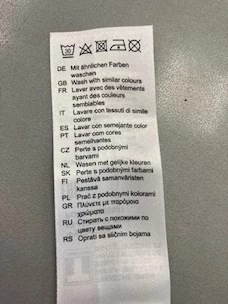 30
DE Mit ähnlichen Farben
waschen
GB Wash with similar colours
FR Laver avec des vêtements
ayant des couleurs
semblables
IT Lavare con tessuti di simile
colore
ES Lavar con semejante color
PT Lavar com cores
semelhantes
CZ Perte s podobnými
barvami
NL Wassen met gelijke kleuren
SK Perte s podobnými farbami
FI Pestävä samanväristen
kanssa
PL Prać z podobnymi kolorami
GR Πλύνετε με παρόμοια
χρώματα
RU Стирать с похожими по
цвету вещами
RS Oprati sa sličnim bojama